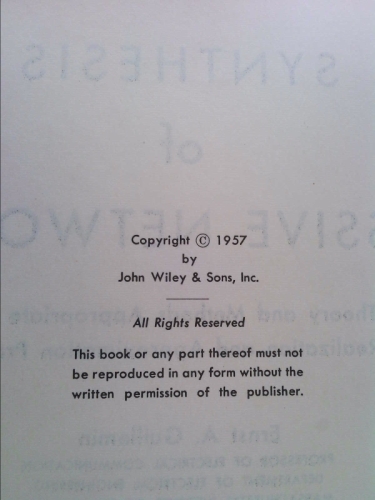 Copyright Ⓒ 1957
by
John Wiley & Sons, Inc.
All Rights Reserved
This book or any part thereof must not
be reproduced in any form without the
written permission of the publisher.